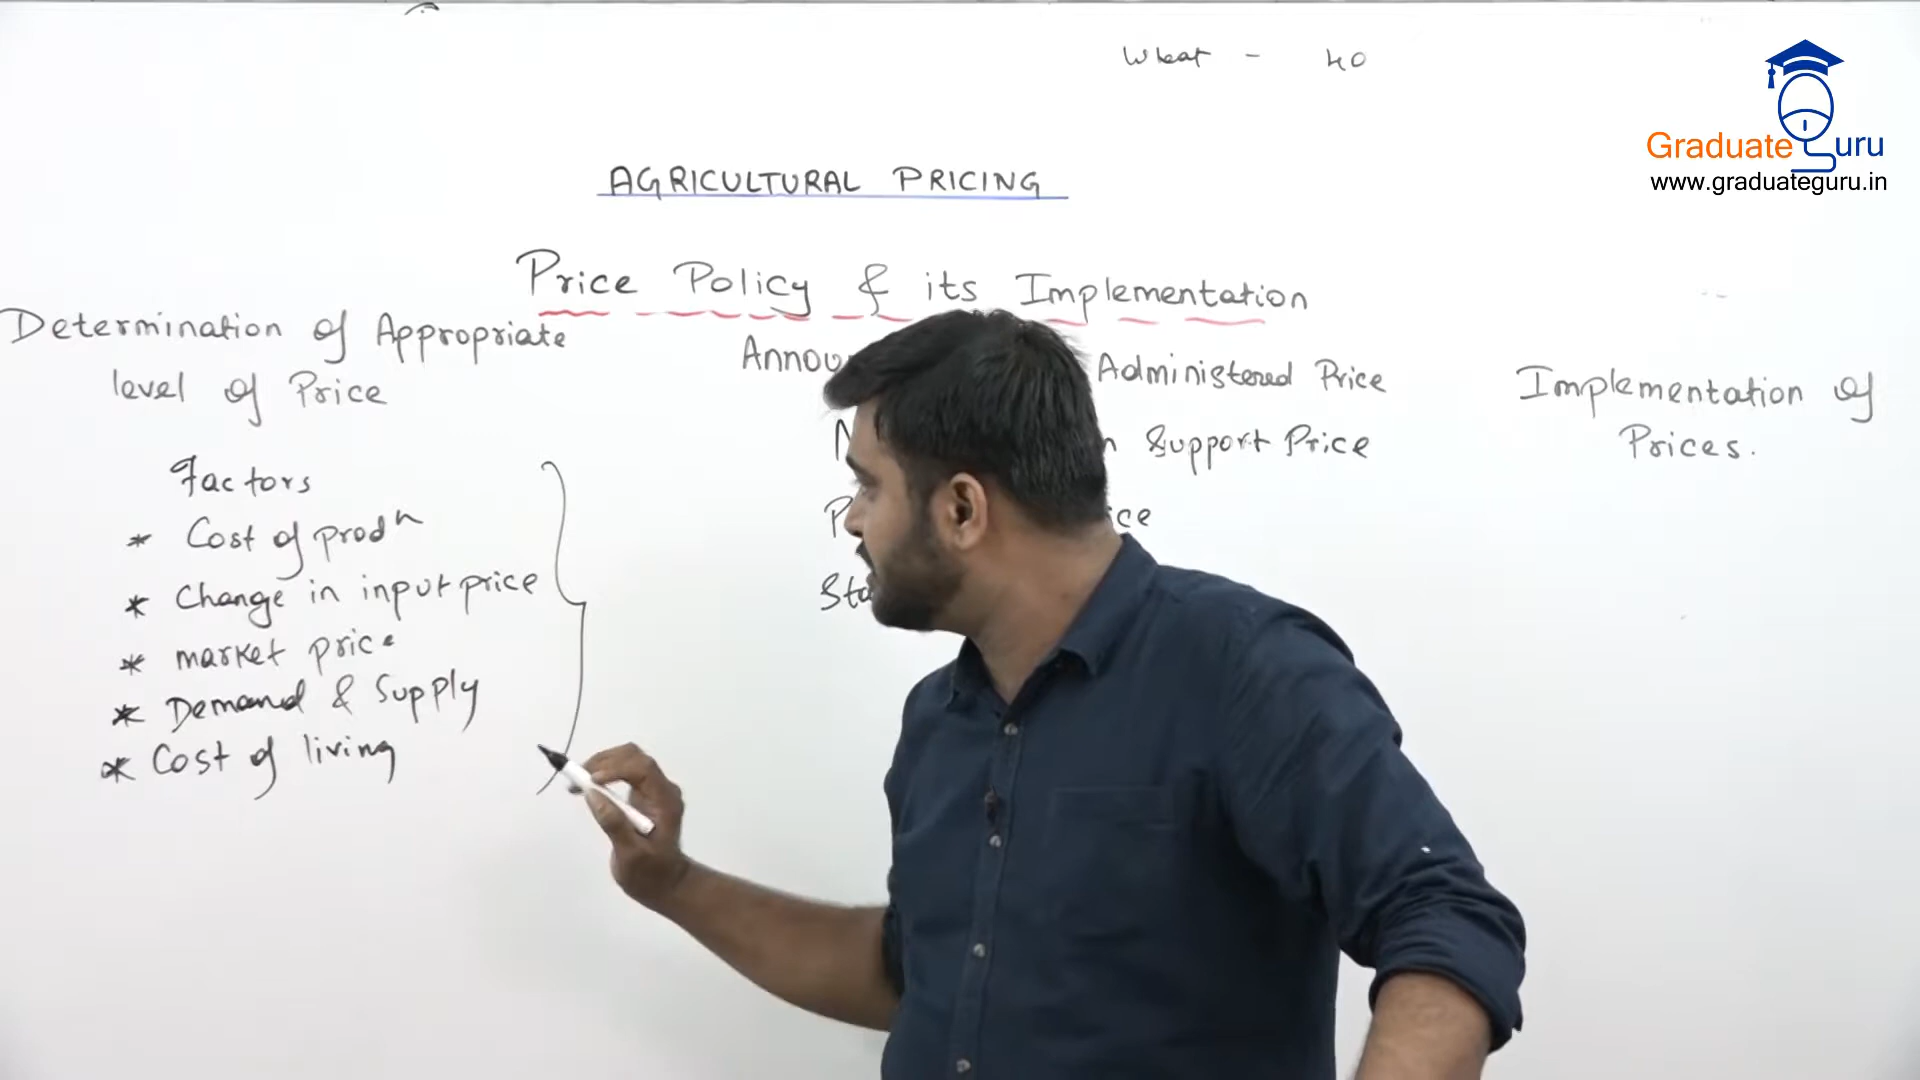 Wheat - 40
Graduate Guru
www.graduateguru.in
AGRICULTURAL PRICING
Price Policy & its Implementation
Determination of Appropriate
level of Price
Factors
* Cost of prodn
* Change in input price
* market price
* Demand & Supply
* Cost of living
Administered Price
Support Price
Implementation of
Prices.